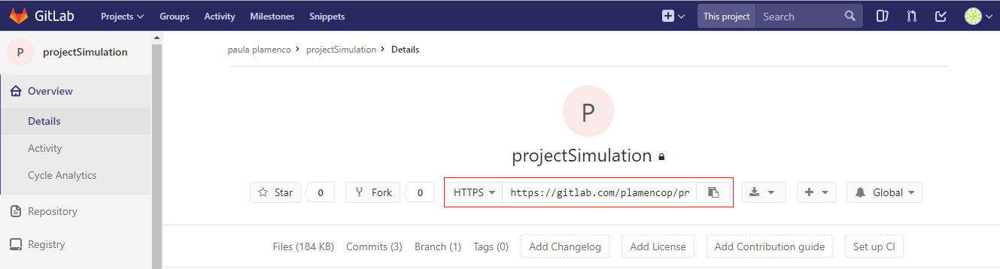 GitLab Projects Groups Activity Milestones Snippets This project Search
P projectSimulation
Overview
Details
Activity
Cycle Analytics
Repository
Registry
paula plamenco > projectSimulation > Details
P
projectSimulation
Star 0 Fork 0 HTTPS https://gitlab.com/plamencop/pr Global
Files (184 KB) Commits (3) Branch (1) Tags (0) Add Changelog Add License Add Contribution guide Set up CI